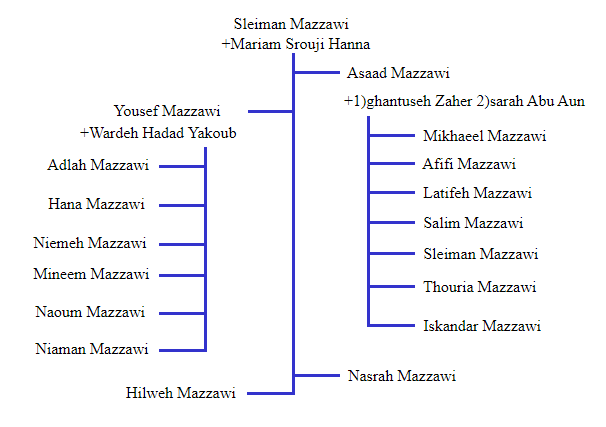 Sleiman Mazzawi
+Mariam Srouji Hanna
Asaad Mazzawi
+1)ghantuseh Zaher 2)sarah Abu Aun
Yousef Mazzawi
+Wardeh Hadad Yakoub
Mikhaeel Mazzawi
Afifi Mazzawi
Latifeh Mazzawi
Salim Mazzawi
Sleiman Mazzawi
Thouria Mazzawi
Iskandar Mazzawi
Adlah Mazzawi
Hana Mazzawi
Niemeh Mazzawi
Mineem Mazzawi
Naoum Mazzawi
Niaman Mazzawi
Nasrah Mazzawi
Hilweh Mazzawi